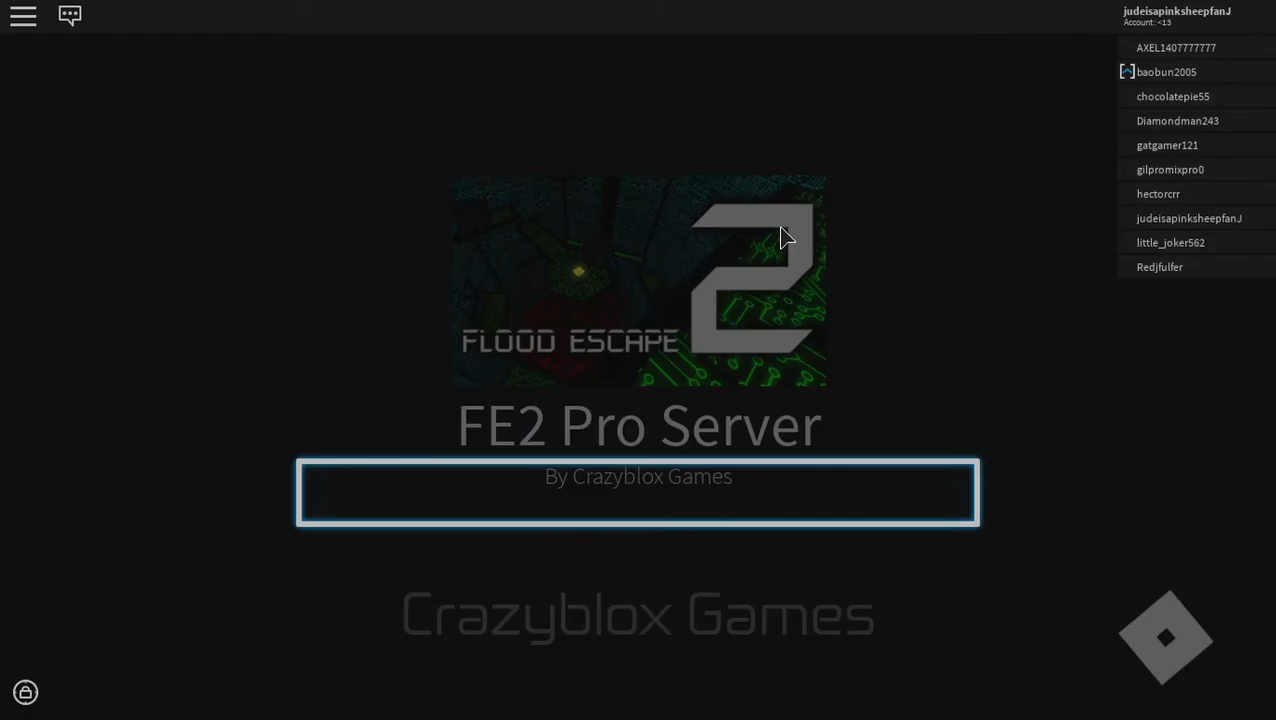 judeisapinksheepfanJ
Account: <13
AXEL1407777777
baobun2005
chocolatepie55
Diamondman243
gatgamer121
gilpromixpro0
hectorcrr
judeisapinksheepfanJ
little_joker562
Redjfulfer
FLOOD ESCAPE 2
FE2 Pro Server
By Crazyblox Games
Crazyblox Games